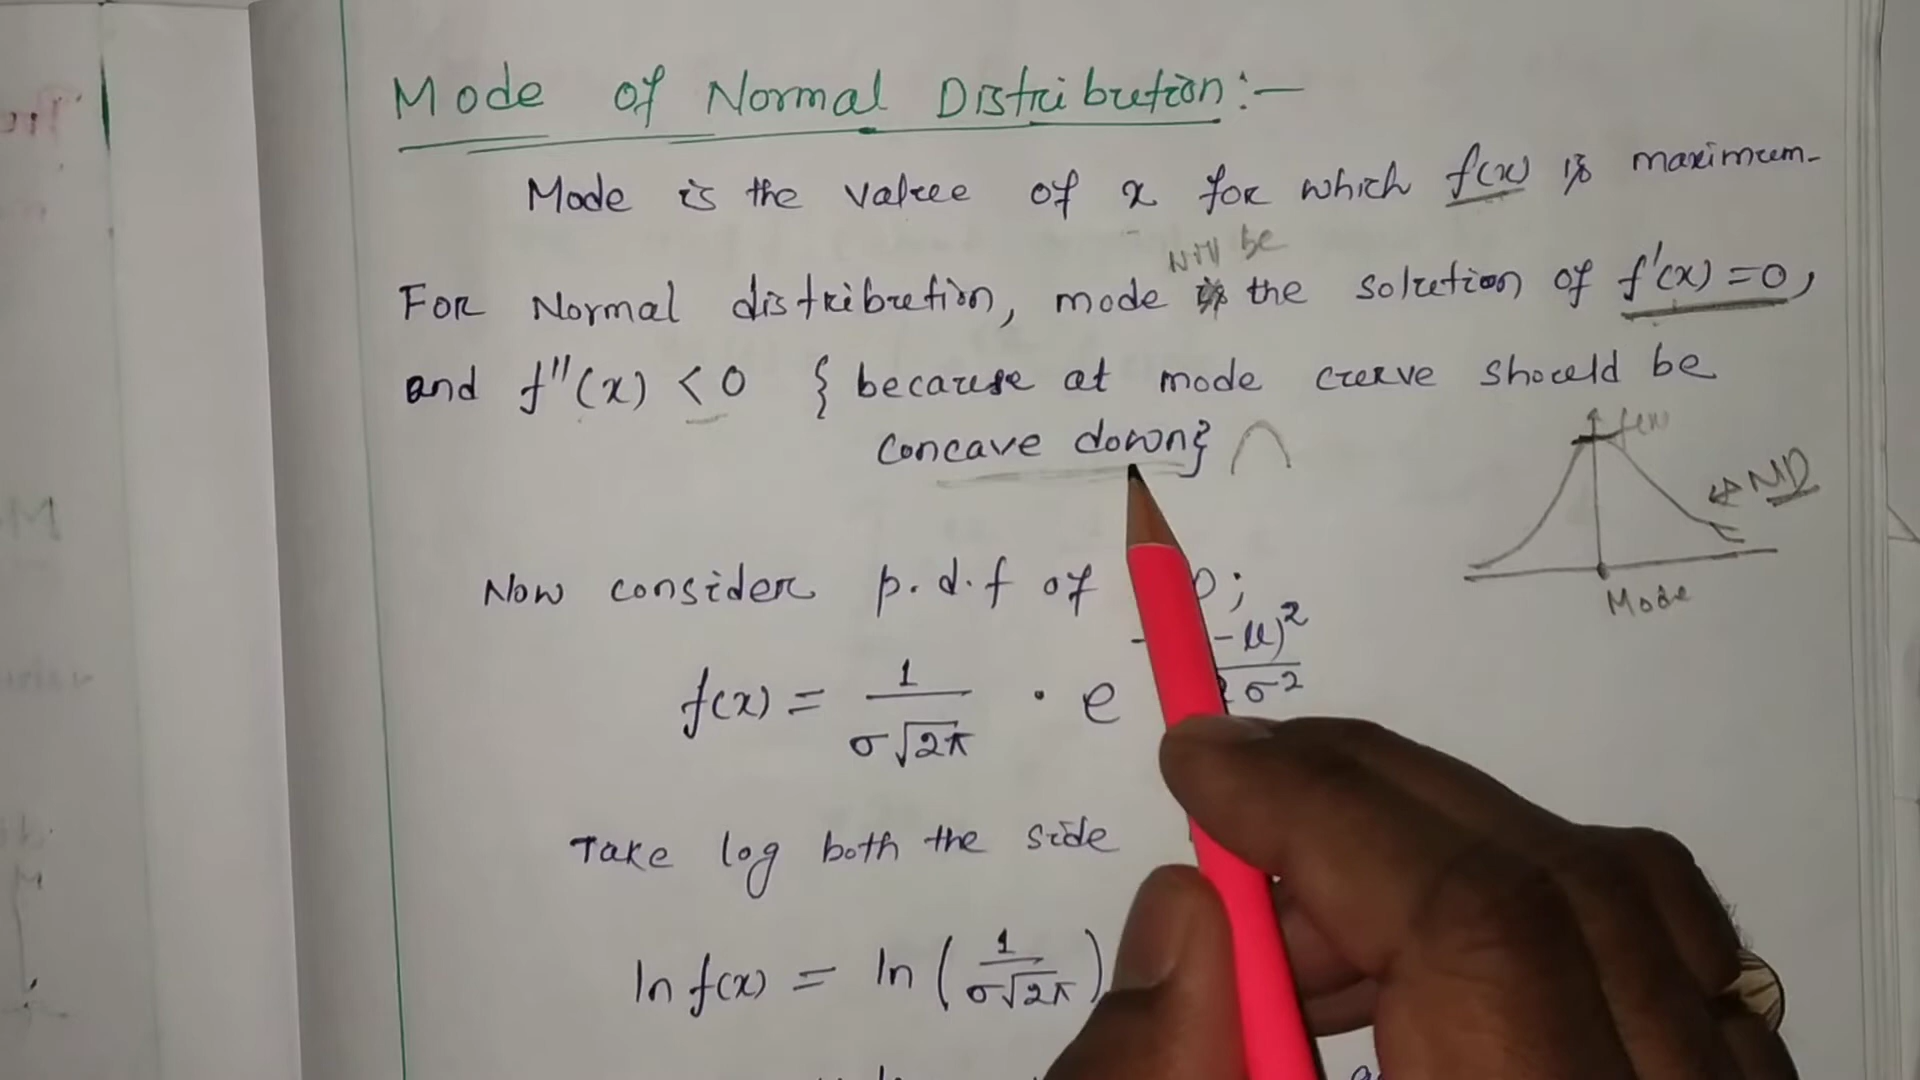 Mode of Normal Distribution:-
Mode is the value of x for which f(x) is maximum.
will be
For Normal distribution, mode the solution of f'(x) = 0,
and f''(x) < 0 { because at mode curve should be
concave down}
f(x)
ND
Mode
Now consider p.d.f of D;
f(x) = 1/(σ√2π) · e - -μ)²/2σ²
Take log both the side
ln f(x) = ln (1/(σ√2π))